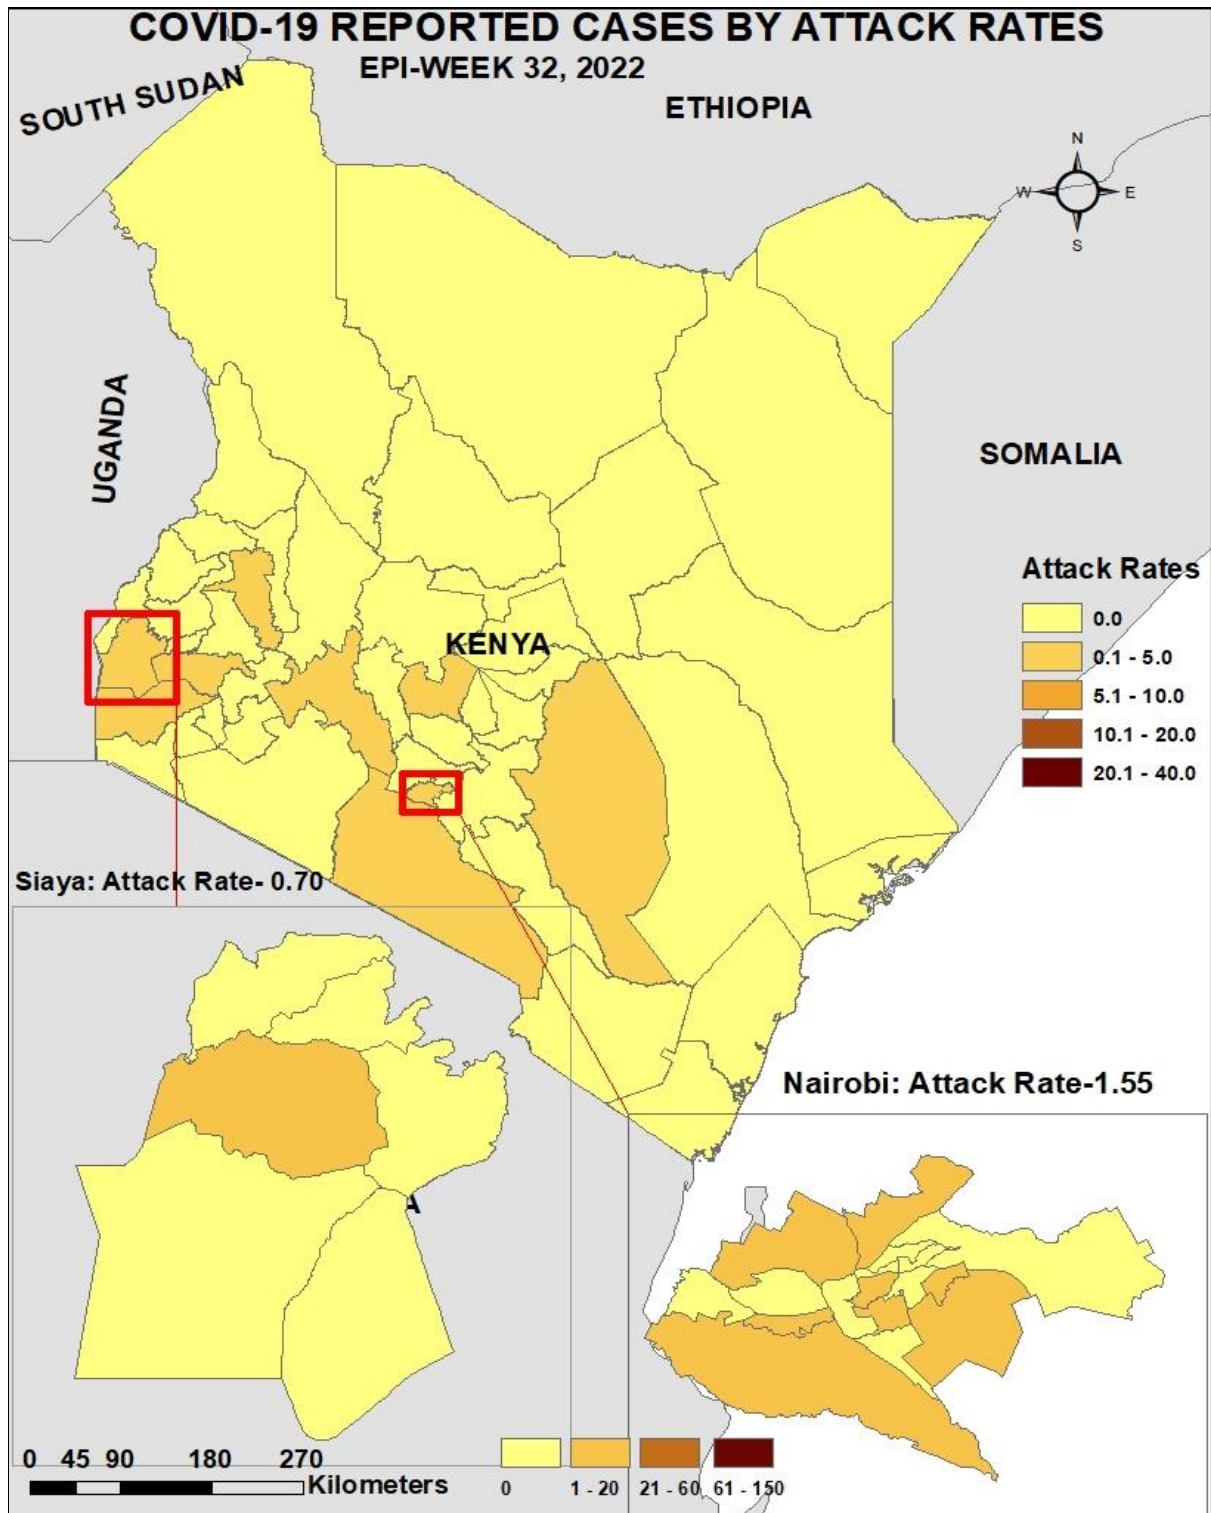 COVID-19 REPORTED CASES BY ATTACK RATES
EPI-WEEK 32, 2022
SOUTH SUDAN
ETHIOPIA
N
W
E
S
UGANDA
SOMALIA
KENYA
Attack Rates
0.0
0.1 - 5.0
5.1 - 10.0
10.1 - 20.0
20.1 - 40.0
Siaya: Attack Rate- 0.70
Nairobi: Attack Rate-1.55
A
0 45 90 180 270
Kilometers
0 1 - 20 21 - 60 61 - 150